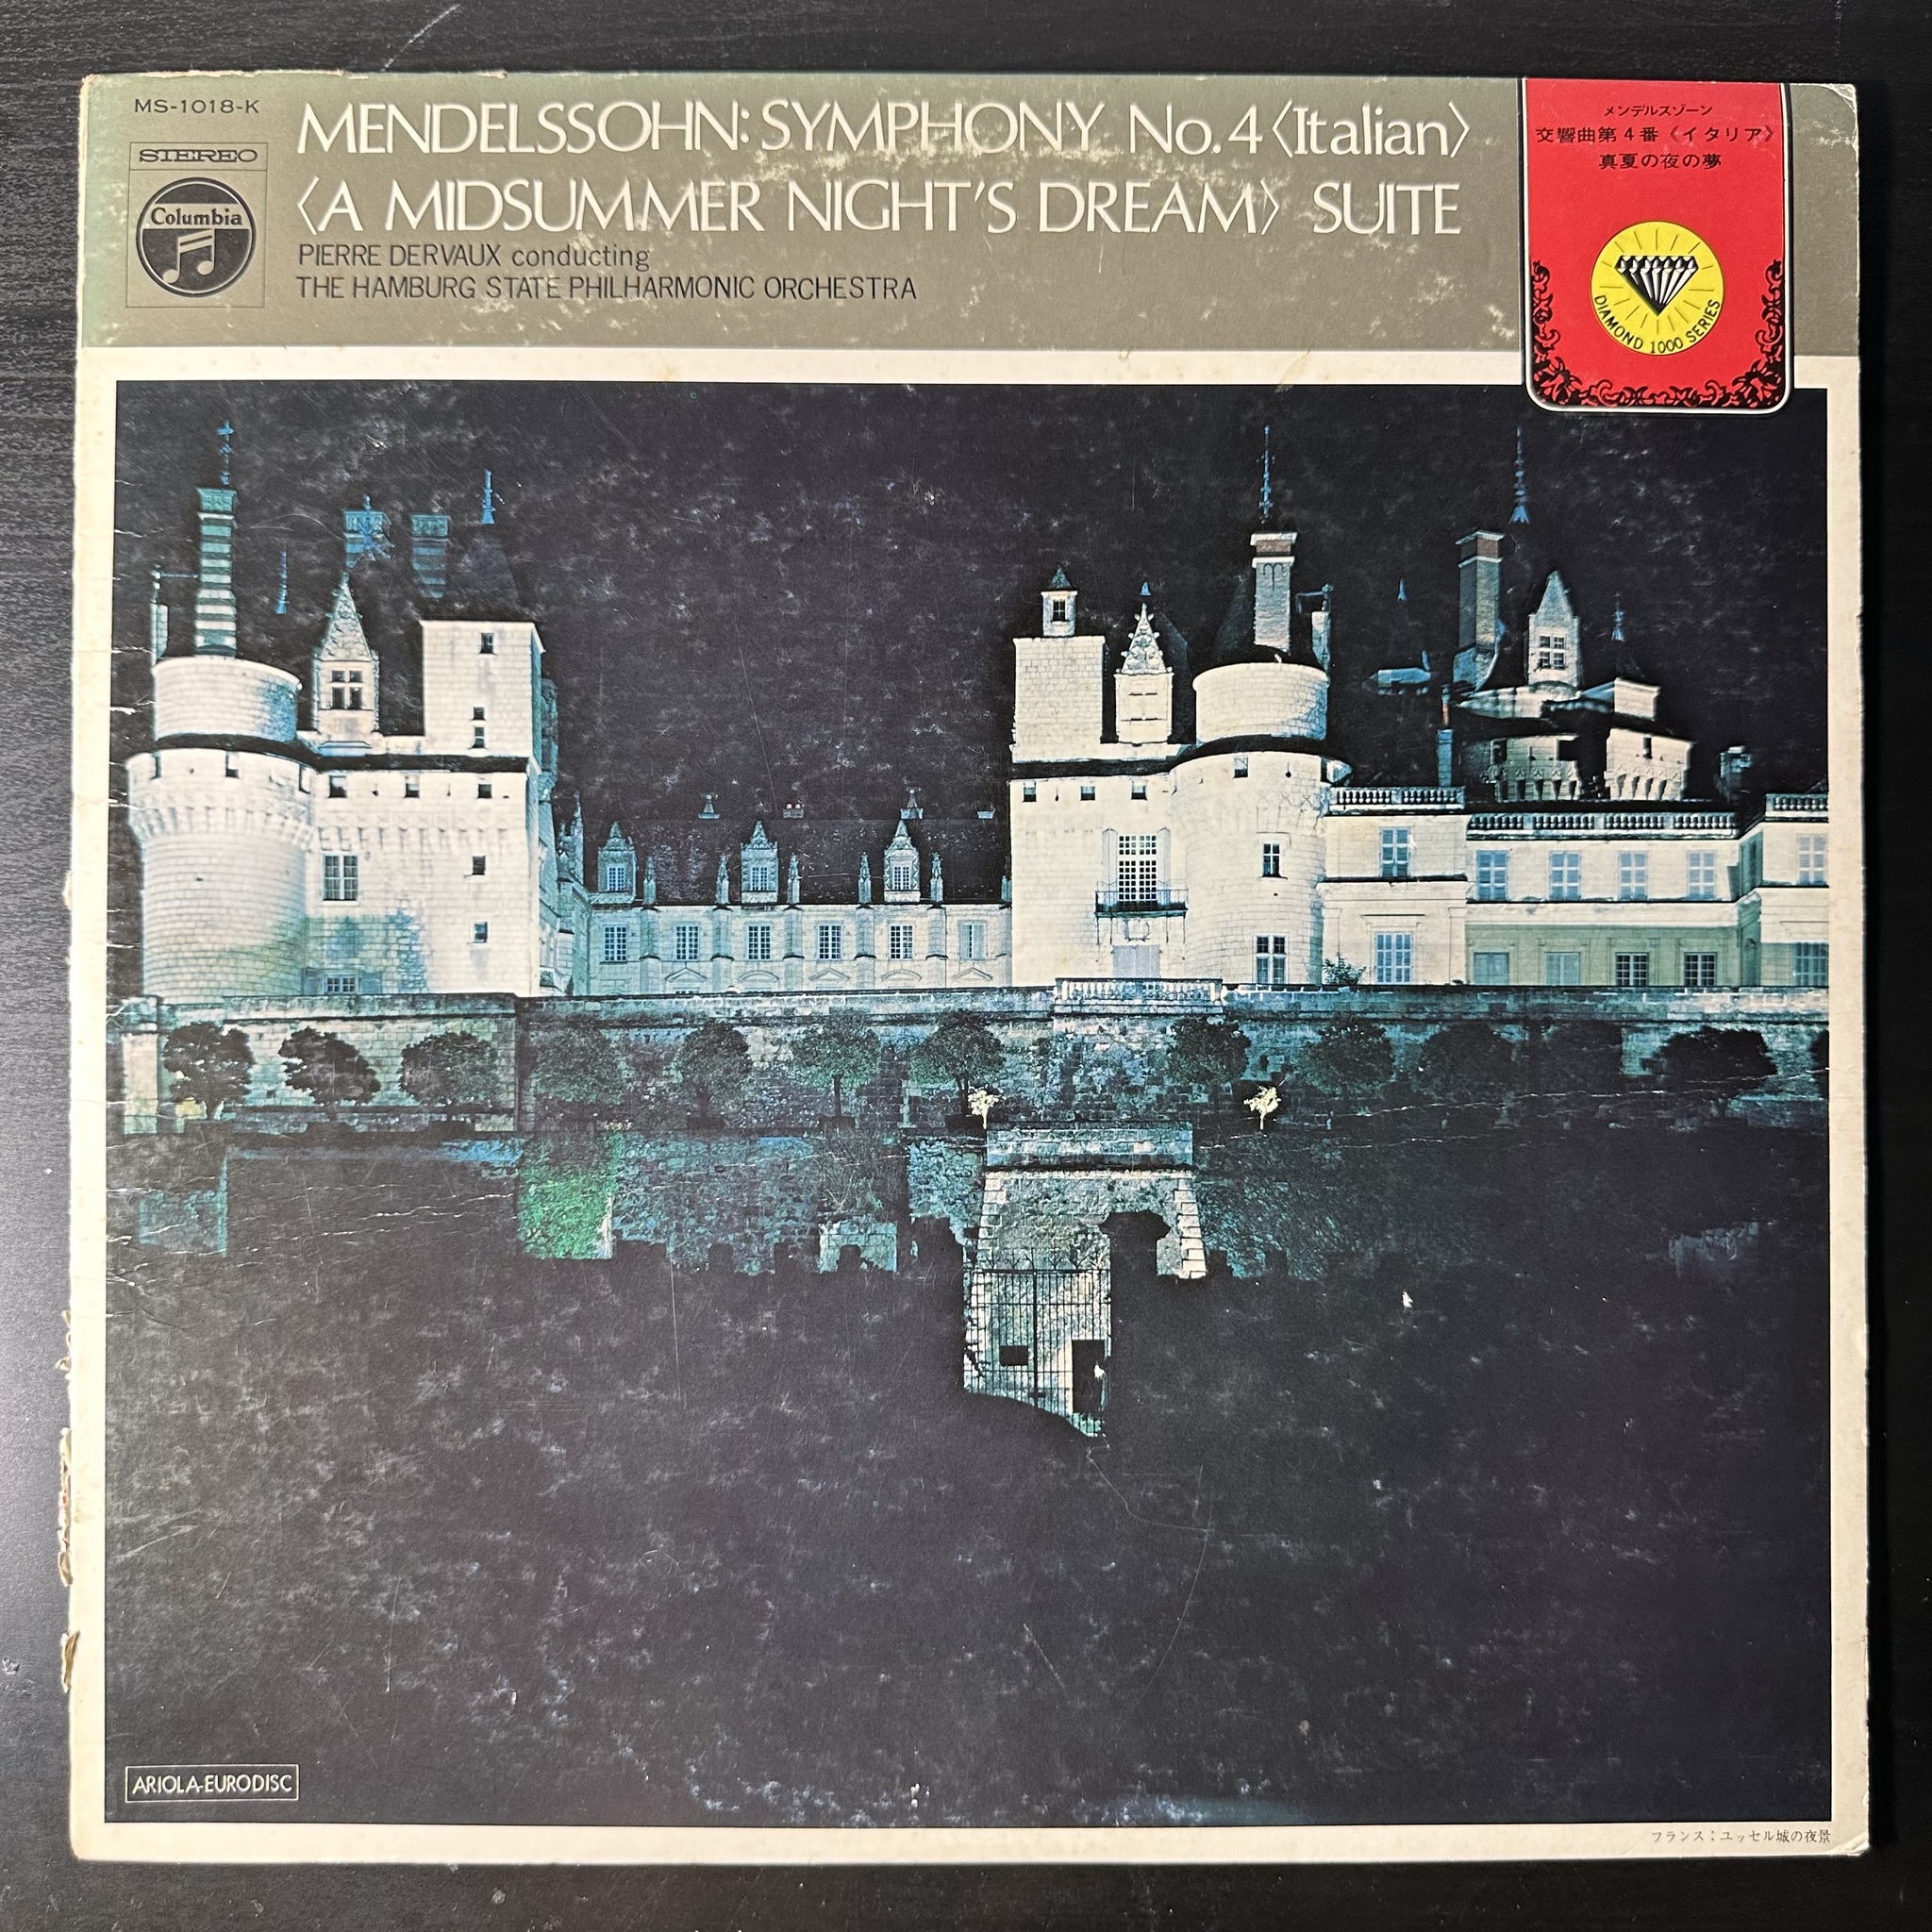 MS-1018-K
STEREO
Columbia
MENDELSSOHN: SYMPHONY No.4〈Italian〉
〈A MIDSUMMER NIGHT'S DREAM〉 SUITE
PIERRE DERVAUX conducting
THE HAMBURG STATE PHILHARMONIC ORCHESTRA
メンデルスゾーン
交響曲第4番《イタリア》
真夏の夜の夢
DIAMOND 1000 SERIES
ARIOLA-EURODISC
フランス:ユッセル城の夜景